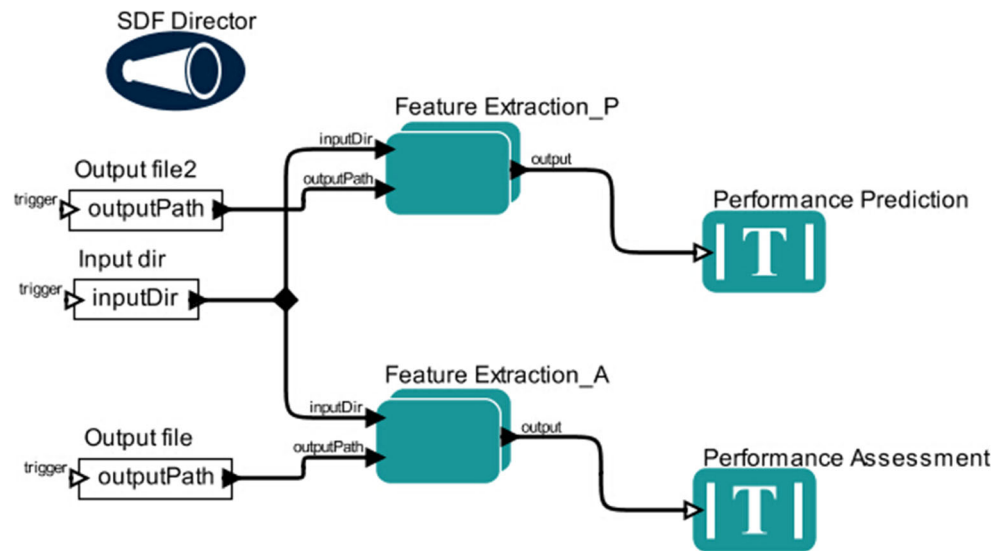 SDF Director
Feature Extraction_P
inputDir
outputPath
output
Output file2
trigger
outputPath
Performance Prediction
T
Input dir
trigger
inputDir
Feature Extraction_A
inputDir
outputPath
output
Output file
trigger
outputPath
Performance Assessment
T